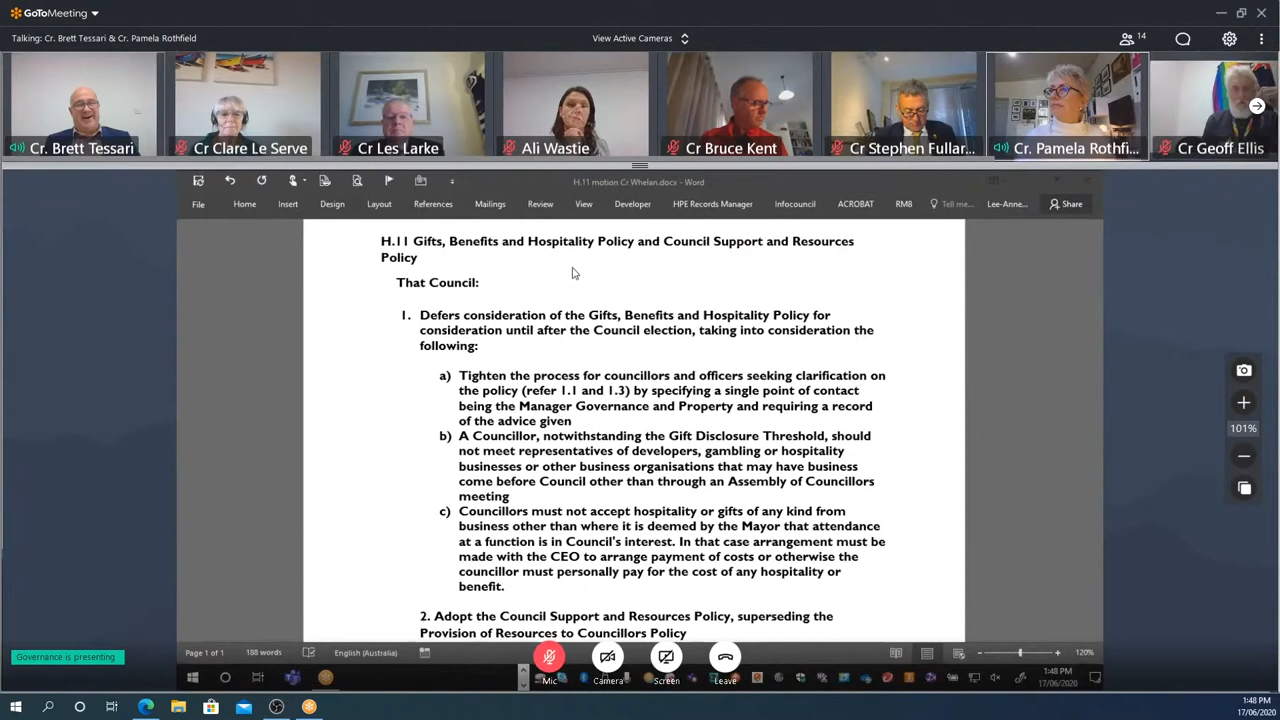 GoToMeeting
Talking: Cr. Brett Tessari & Cr. Pamela Rothfield
View Active Cameras
14
Cr. Brett Tessari
Cr Clare Le Serve
Cr Les Larke
Ali Wastie
Cr Bruce Kent
Cr Stephen Fullar...
Cr. Pamela Rothfi...
Cr Geoff Ellis
H.11 motion Cr Whelan.docx - Word
File
Home
Insert
Design
Layout
References
Mailings
Review
View
Developer
HPE Records Manager
Infocouncil
ACROBAT
RM8
Tell me...
Lee-Anne...
Share
H.11 Gifts, Benefits and Hospitality Policy and Council Support and Resources
Policy
That Council:
1. Defers consideration of the Gifts, Benefits and Hospitality Policy for
consideration until after the Council election, taking into consideration the
following:
a) Tighten the process for councillors and officers seeking clarification on
the policy (refer 1.1 and 1.3) by specifying a single point of contact
being the Manager Governance and Property and requiring a record
of the advice given
b) A Councillor, notwithstanding the Gift Disclosure Threshold, should
not meet representatives of developers, gambling or hospitality
businesses or other business organisations that may have business
come before Council other than through an Assembly of Councillors
meeting
c) Councillors must not accept hospitality or gifts of any kind from
business other than where it is deemed by the Mayor that attendance
at a function is in Council's interest. In that case arrangement must be
made with the CEO to arrange payment of costs or otherwise the
councillor must personally pay for the cost of any hospitality or
benefit.
2. Adopt the Council Support and Resources Policy, superseding the
Provision of Resources to Councillors Policy
101%
Governance is presenting
Page 1 of 1
188 words
English (Australia)
120%
Mic
Camera
Screen
Leave
1:48 PM
17/06/2020
1:48 PM
17/06/2020